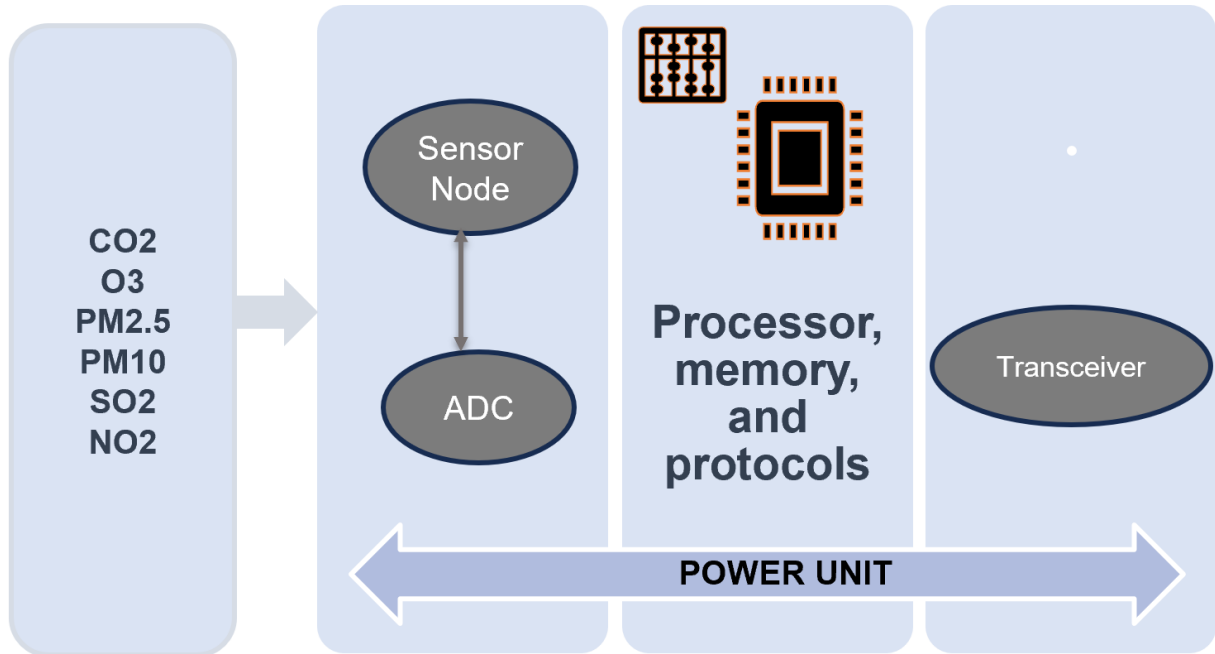 CO2
O3
PM2.5
PM10
SO2
NO2
Sensor
Node
ADC
Processor,
memory,
and
protocols
Transceiver
POWER UNIT